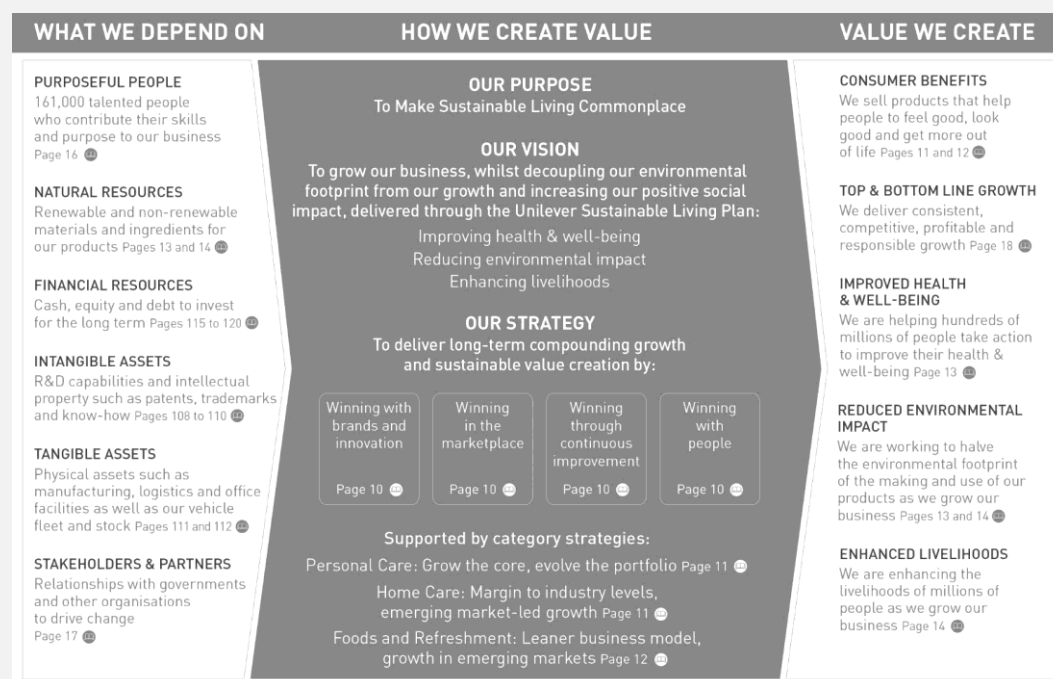 WHAT WE DEPEND ON
PURPOSEFUL PEOPLE
161,000 talented people
who contribute their skills
and purpose to our business
Page 16
NATURAL RESOURCES
Renewable and non-renewable
materials and ingredients for
our products Pages 13 and 14
FINANCIAL RESOURCES
Cash, equity and debt to invest
for the long term Pages 115 to 120
INTANGIBLE ASSETS
R&D capabilities and intellectual
property such as patents, trademarks
and know-how Pages 108 to 110
TANGIBLE ASSETS
Physical assets such as
manufacturing, logistics and office
facilities as well as our vehicle
fleet and stock Pages 111 and 112
STAKEHOLDERS & PARTNERS
Relationships with governments
and other organisations
to drive change
Page 17
HOW WE CREATE VALUE
OUR PURPOSE
To Make Sustainable Living Commonplace
OUR VISION
To grow our business, whilst decoupling our environmental
footprint from our growth and increasing our positive social
impact, delivered through the Unilever Sustainable Living Plan:
Improving health & well-being
Reducing environmental impact
Enhancing livelihoods
OUR STRATEGY
To deliver long-term compounding growth
and sustainable value creation by:
Winning with
brands and
innovation
Page 10
Winning
in the
marketplace
Page 10
Winning
through
continuous
improvement
Page 10
Winning
with
people
Page 10
Supported by category strategies:
Personal Care: Grow the core, evolve the portfolio Page 11
Home Care: Margin to industry levels,
emerging market-led growth Page 11
Foods and Refreshment: Leaner business model,
growth in emerging markets Page 12
VALUE WE CREATE
CONSUMER BENEFITS
We sell products that help
people to feel good, look
good and get more out
of life Pages 11 and 12
TOP & BOTTOM LINE GROWTH
We deliver consistent,
competitive, profitable and
responsible growth Page 18
IMPROVED HEALTH
& WELL-BEING
We are helping hundreds of
millions of people take action
to improve their health &
well-being Page 13
REDUCED ENVIRONMENTAL
IMPACT
We are working to halve
the environmental footprint
of the making and use of our
products as we grow our
business Pages 13 and 14
ENHANCED LIVELIHOODS
We are enhancing the
livelihoods of millions of
people as we grow our
business Page 14